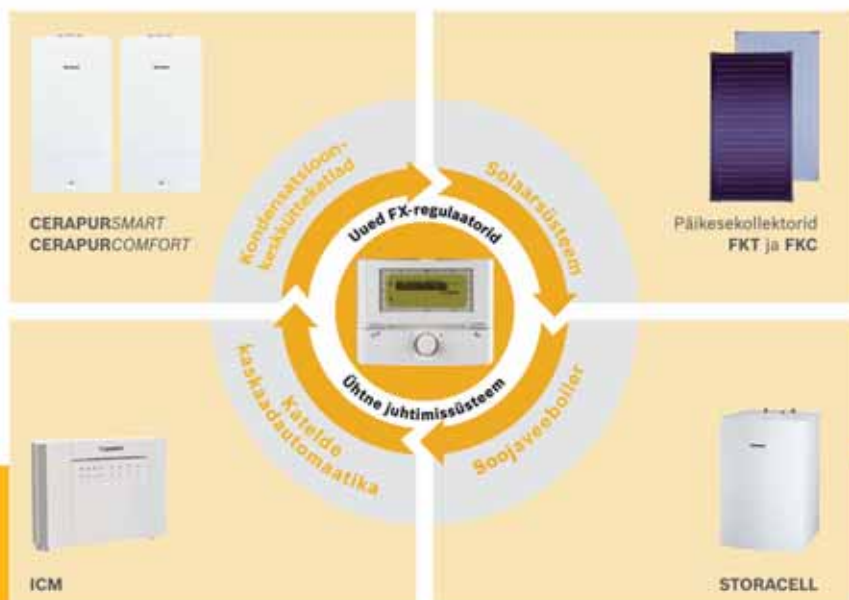 CERAPURSMART
CERAPURCOMFORT
Kondensatsioon-
keskküttekatlad
Solaarsüsteem
Päikesekollektorid
FKT ja FKC
Uued FX-regulaatorid
Ühtne juhtimissüsteem
Katelde
kaskaadautomaatika
Soojaveeboiler
ICM
STORACELL